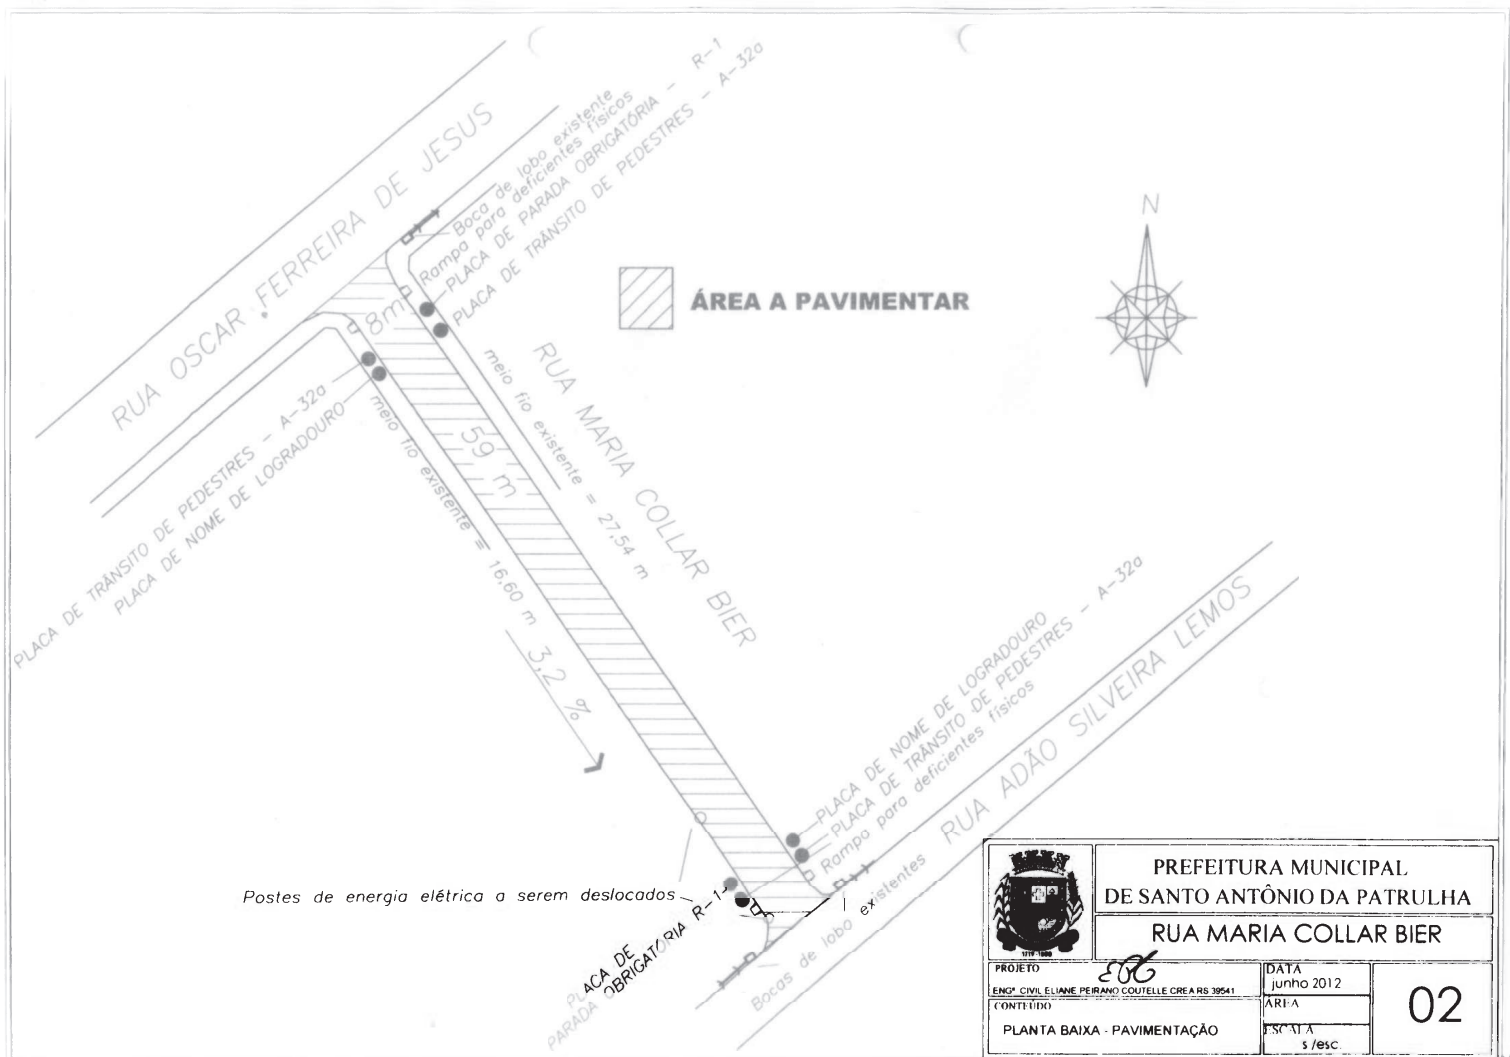 RUA OSCAR FERREIRA DE JESUS
Boca de lobo existente
Rampa para deficientes físicos
PLACA DE PARADA OBRIGATÓRIA - R-1
PLACA DE TRÂNSITO DE PEDESTRES - A-32a
N
ÁREA A PAVIMENTAR
8m
59 m
RUA MARIA COLLAR BIER
meio fio existente = 27,54 m
meio fio existente = 16,60 m
3,2 %
PLACA DE TRÂNSITO DE PEDESTRES - A-32a
PLACA DE NOME DE LOGRADOURO
PLACA DE NOME DE LOGRADOURO
PLACA DE TRÂNSITO DE PEDESTRES - A-32a
Rampa para deficientes físicos
RUA ADÃO SILVEIRA LEMOS
Bocas de lobo existentes
Postes de energia elétrica a serem deslocados
PLACA DE
PARADA OBRIGATÓRIA R-1
PREFEITURA MUNICIPAL
DE SANTO ANTÔNIO DA PATRULHA
RUA MARIA COLLAR BIER
PROJETO
ENGª CIVIL ELIANE PEIRANO COUTELLE CREA RS 39541
DATA
junho 2012
ÁREA
ESCALA
s/esc.
CONTEÚDO
PLANTA BAIXA - PAVIMENTAÇÃO
02